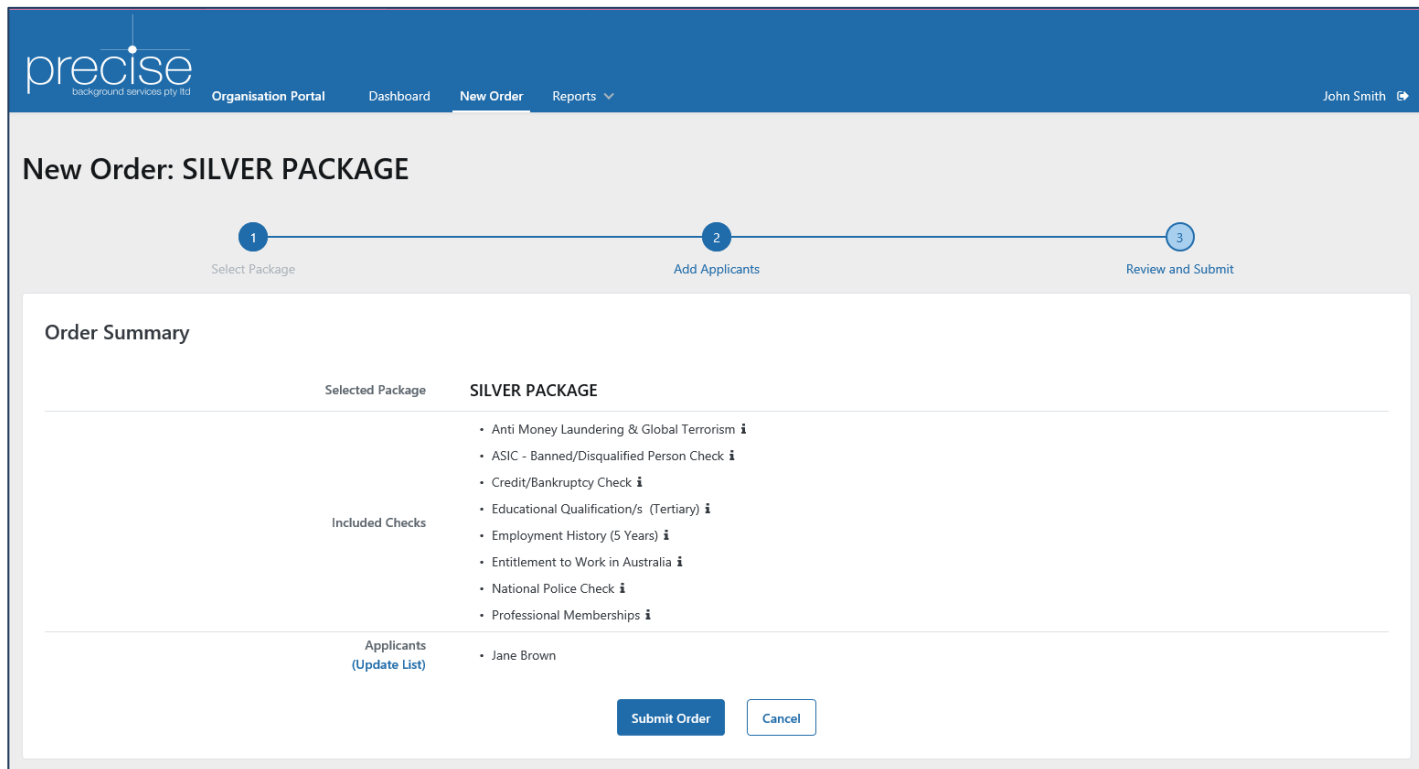 precise
background services pty ltd
Organisation Portal Dashboard New Order Reports John Smith
New Order: SILVER PACKAGE
1 2 3
Select Package Add Applicants Review and Submit
Order Summary
Selected Package SILVER PACKAGE
• Anti Money Laundering & Global Terrorism i
• ASIC - Banned/Disqualified Person Check i
• Credit/Bankruptcy Check i
• Educational Qualification/s (Tertiary) i
Included Checks
• Employment History (5 Years) i
• Entitlement to Work in Australia i
• National Police Check i
• Professional Memberships i
Applicants
(Update List)
• Jane Brown
Submit Order Cancel